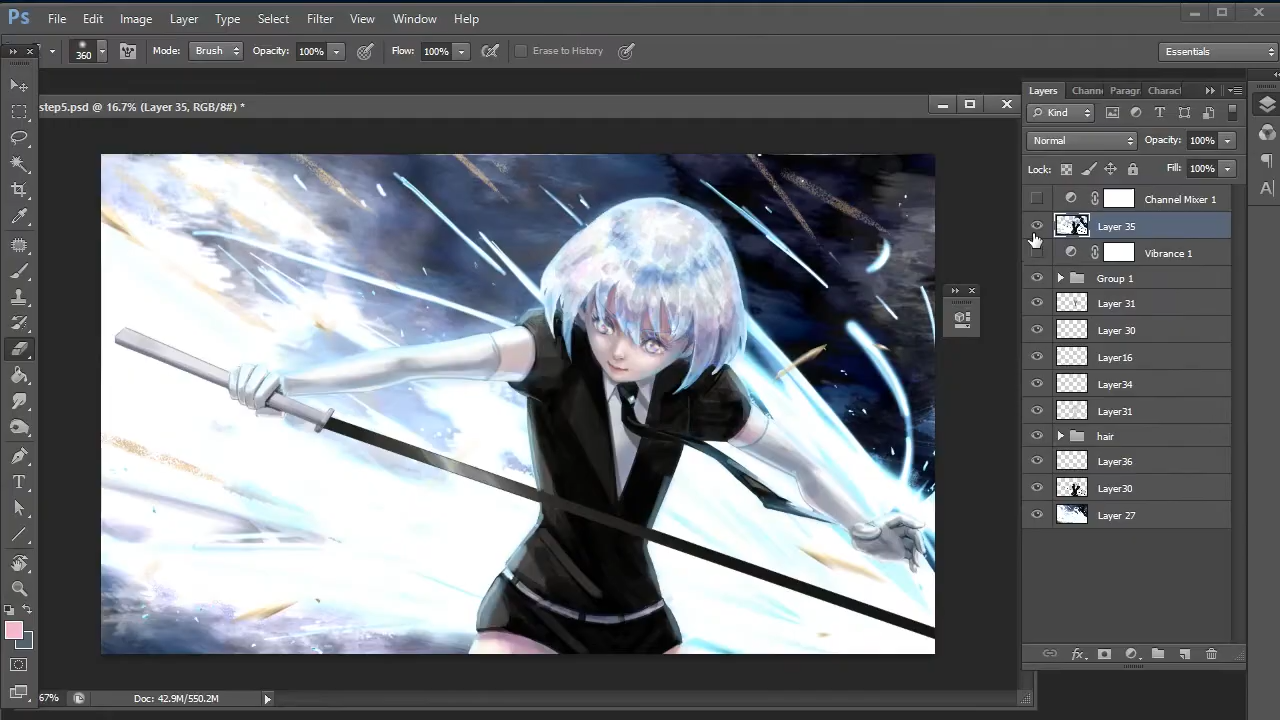 Ps File Edit Image Layer Type Select Filter View Window Help
360 Mode: Brush Opacity: 100% Flow: 100% Erase to History Essentials
step5.psd @ 16.7% (Layer 35, RGB/8#) *
Layers Chann Paragr Charact
Kind
Normal Opacity: 100%
Lock: Fill: 100%
Channel Mixer 1
Layer 35
Vibrance 1
Group 1
Layer 31
Layer 30
Layer16
Layer34
Layer31
hair
Layer36
Layer30
Layer 27
67% Doc: 42.9M/550.2M